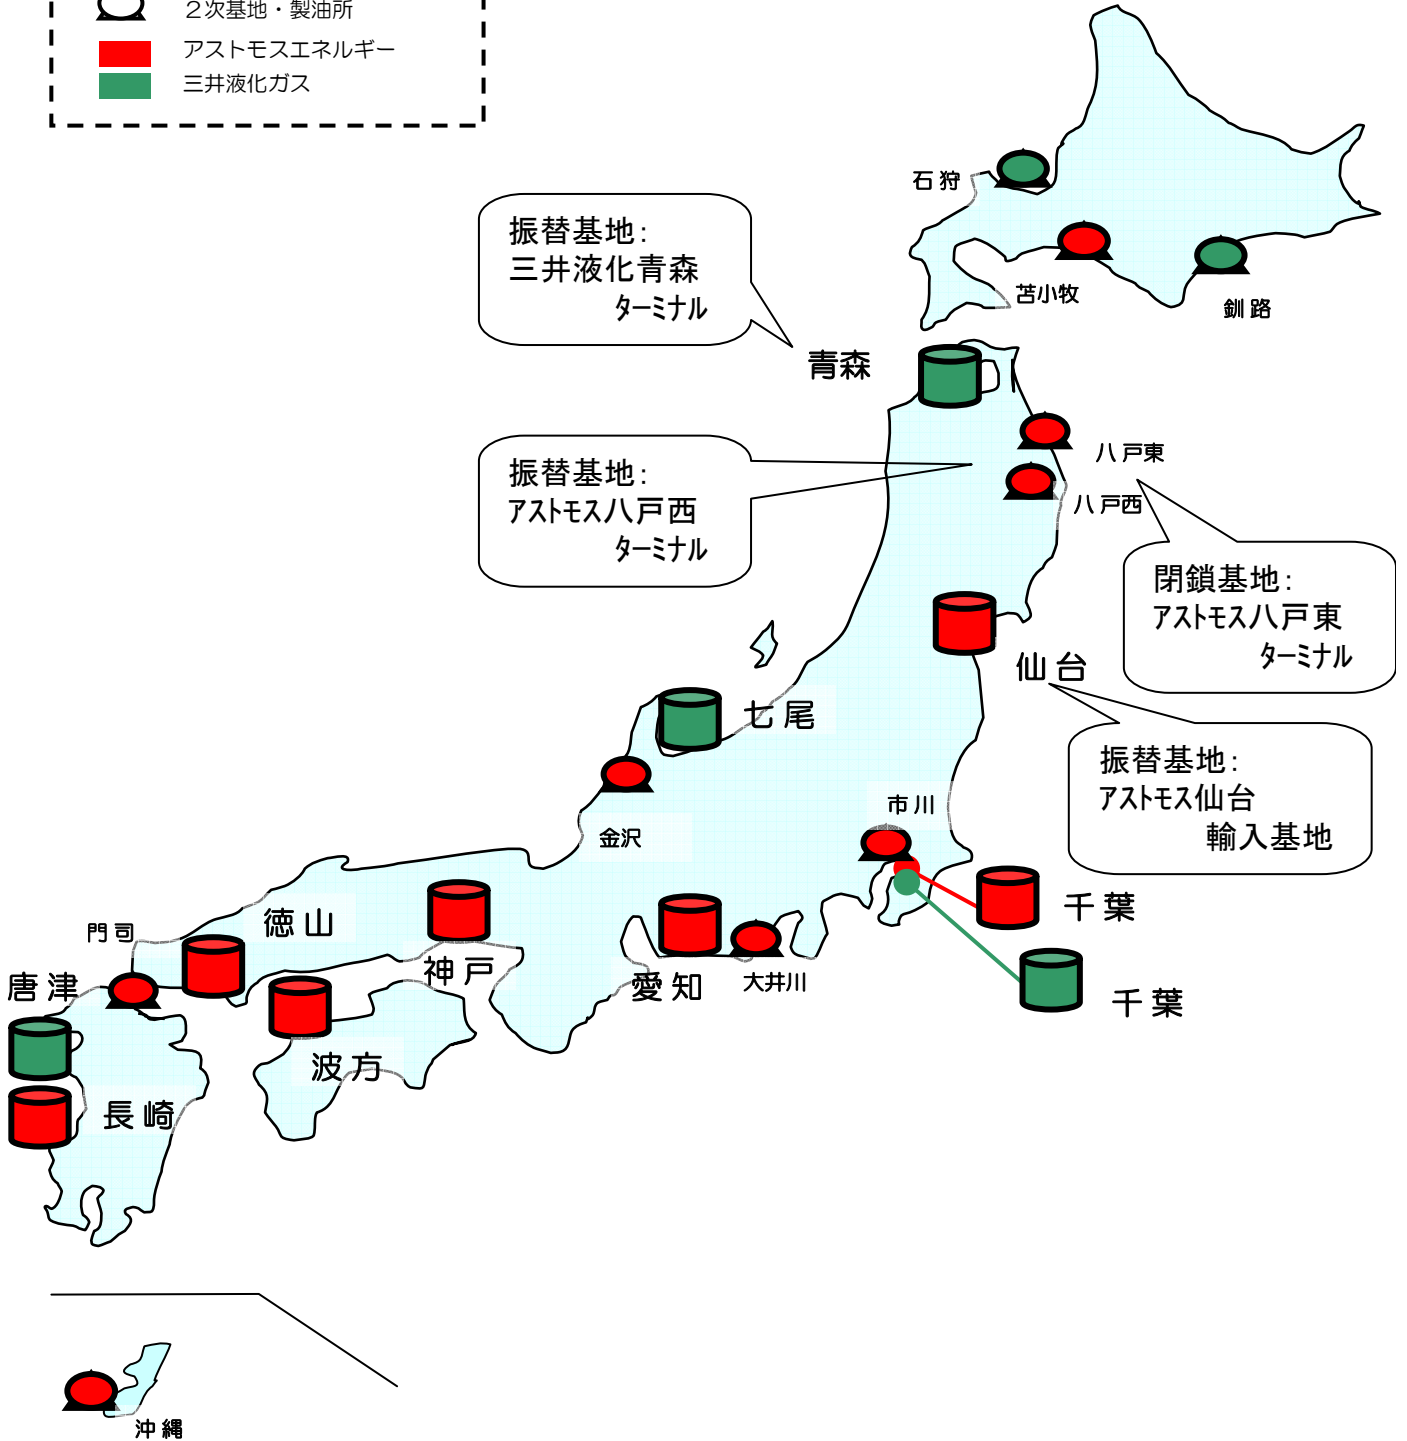 2次基地・製油所
アストモスエネルギー
三井液化ガス
石狩
苫小牧
釧路
振替基地：
三井液化青森
ターミナル
青森
八戸東
八戸西
振替基地：
アストモス八戸西
ターミナル
閉鎖基地：
アストモス八戸東
ターミナル
仙台
振替基地：
アストモス仙台
輸入基地
七尾
金沢
市川
千葉
千葉
大井川
愛知
神戸
徳山
門司
唐津
波方
長崎
沖縄